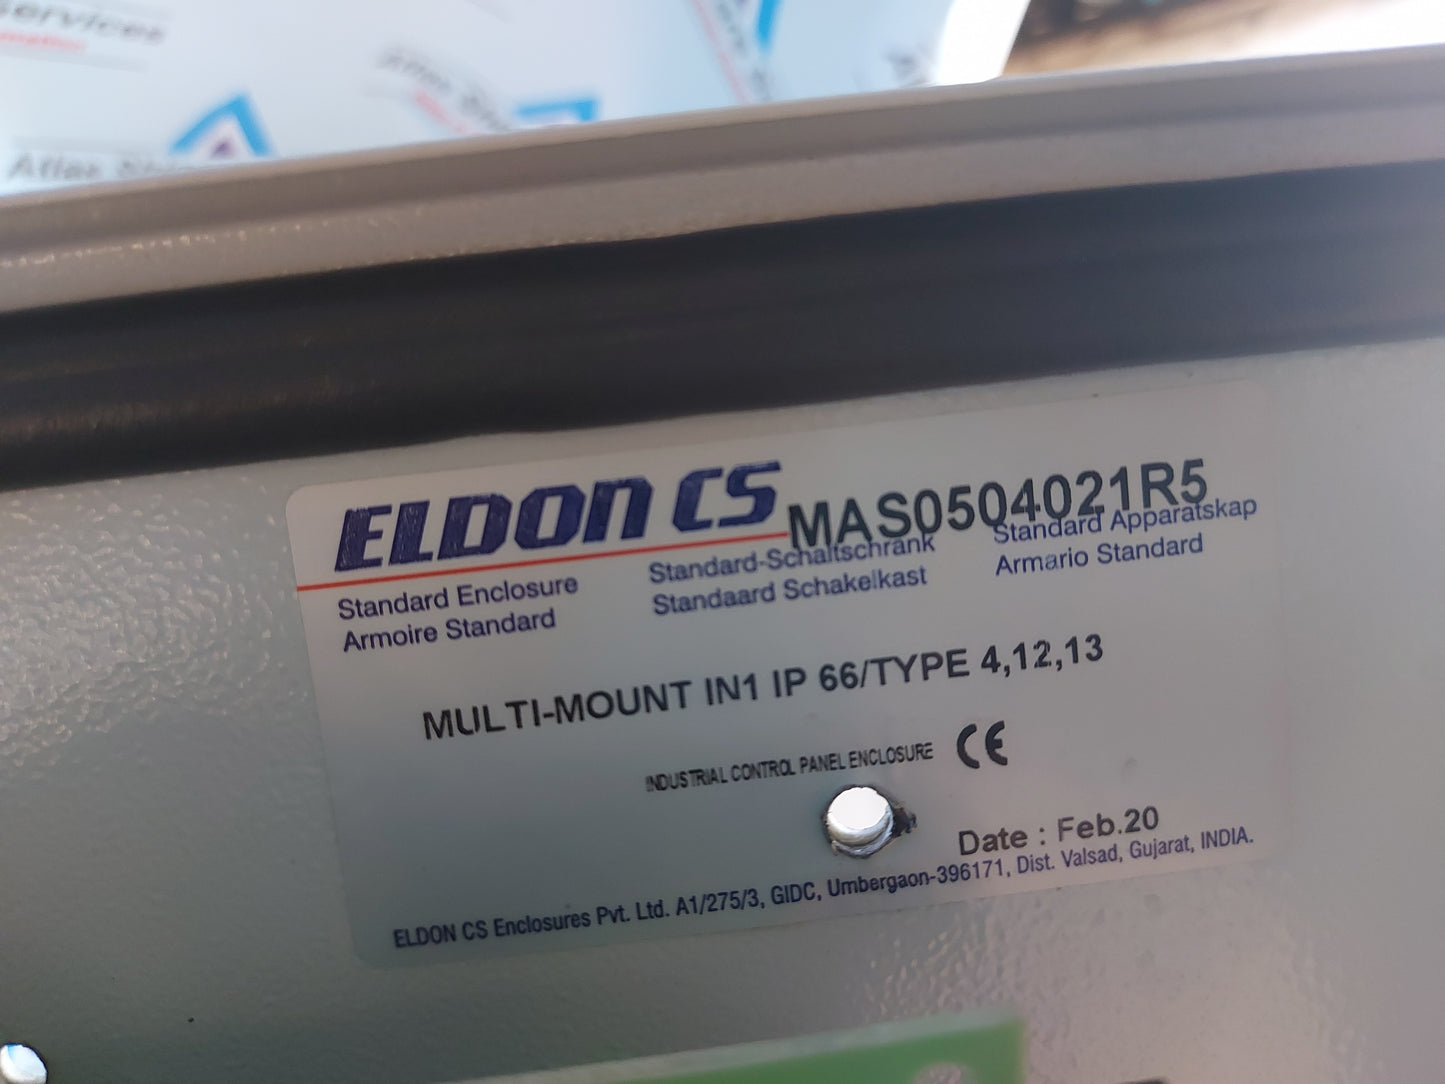 services
Atlas
ELDON CS MAS0504021R5
Standard Enclosure Standard-Schaltschrank Standard Apparatskap
Armoire Standard Standaard Schakelkast Armario Standard
MULTI-MOUNT IN1 IP 66/TYPE 4,12,13
INDUSTRIAL CONTROL PANEL ENCLOSURE CE
Date : Feb.20
ELDON CS Enclosures Pvt. Ltd. A1/275/3, GIDC, Umbergaon-396171, Dist. Valsad, Gujarat, INDIA.